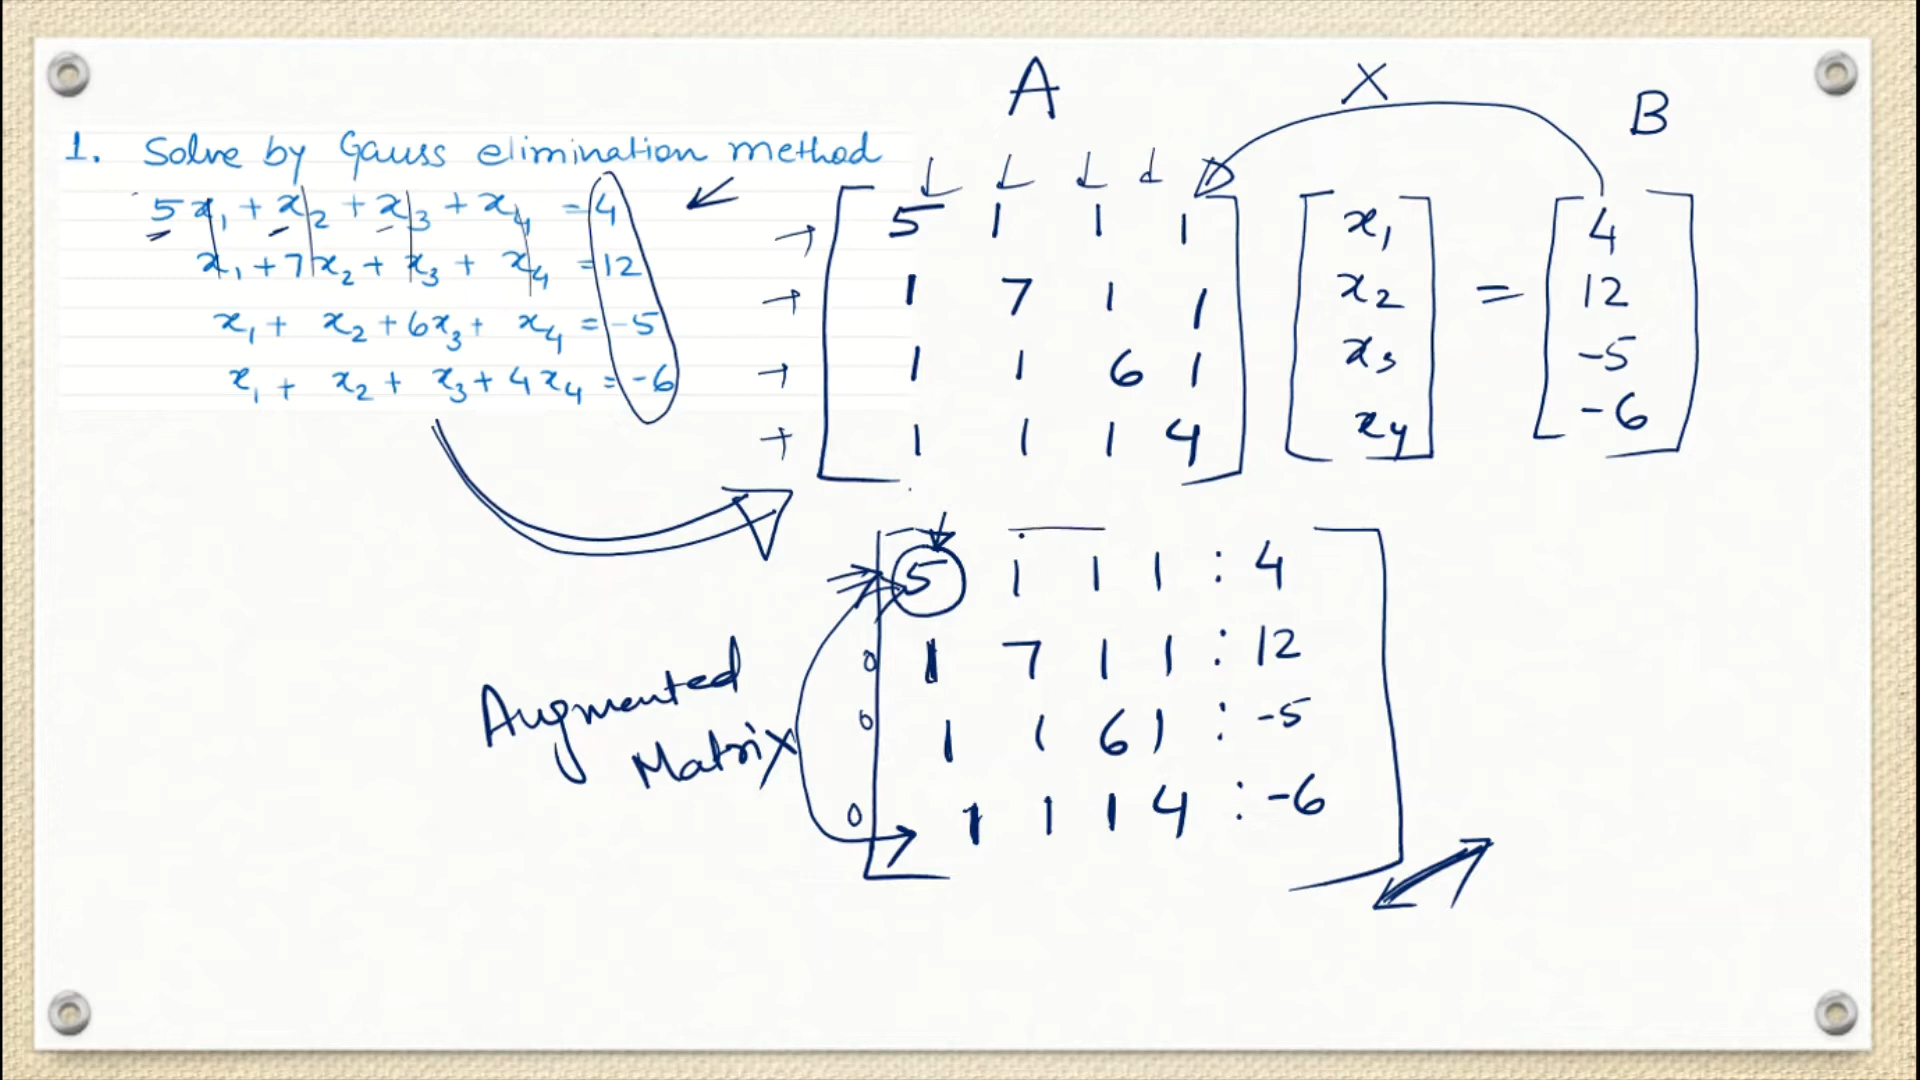 1. Solve by Gauss elimination method
5x₁ + x₂ + x₃ + x₄ = 4
x₁ + 7x₂ + x₃ + x₄ = 12
x₁ + x₂ + 6x₃ + x₄ = -5
x₁ + x₂ + x₃ + 4x₄ = -6
A X B
5 1 1 1 x₁ 4
1 7 1 1 x₂ = 12
1 1 6 1 x₃ -5
1 1 1 4 x₄ -6
5 1 1 1 : 4
0 1 7 1 1 : 12
0 1 1 6 1 : -5
0 1 1 1 4 : -6
Augmented
Matrix